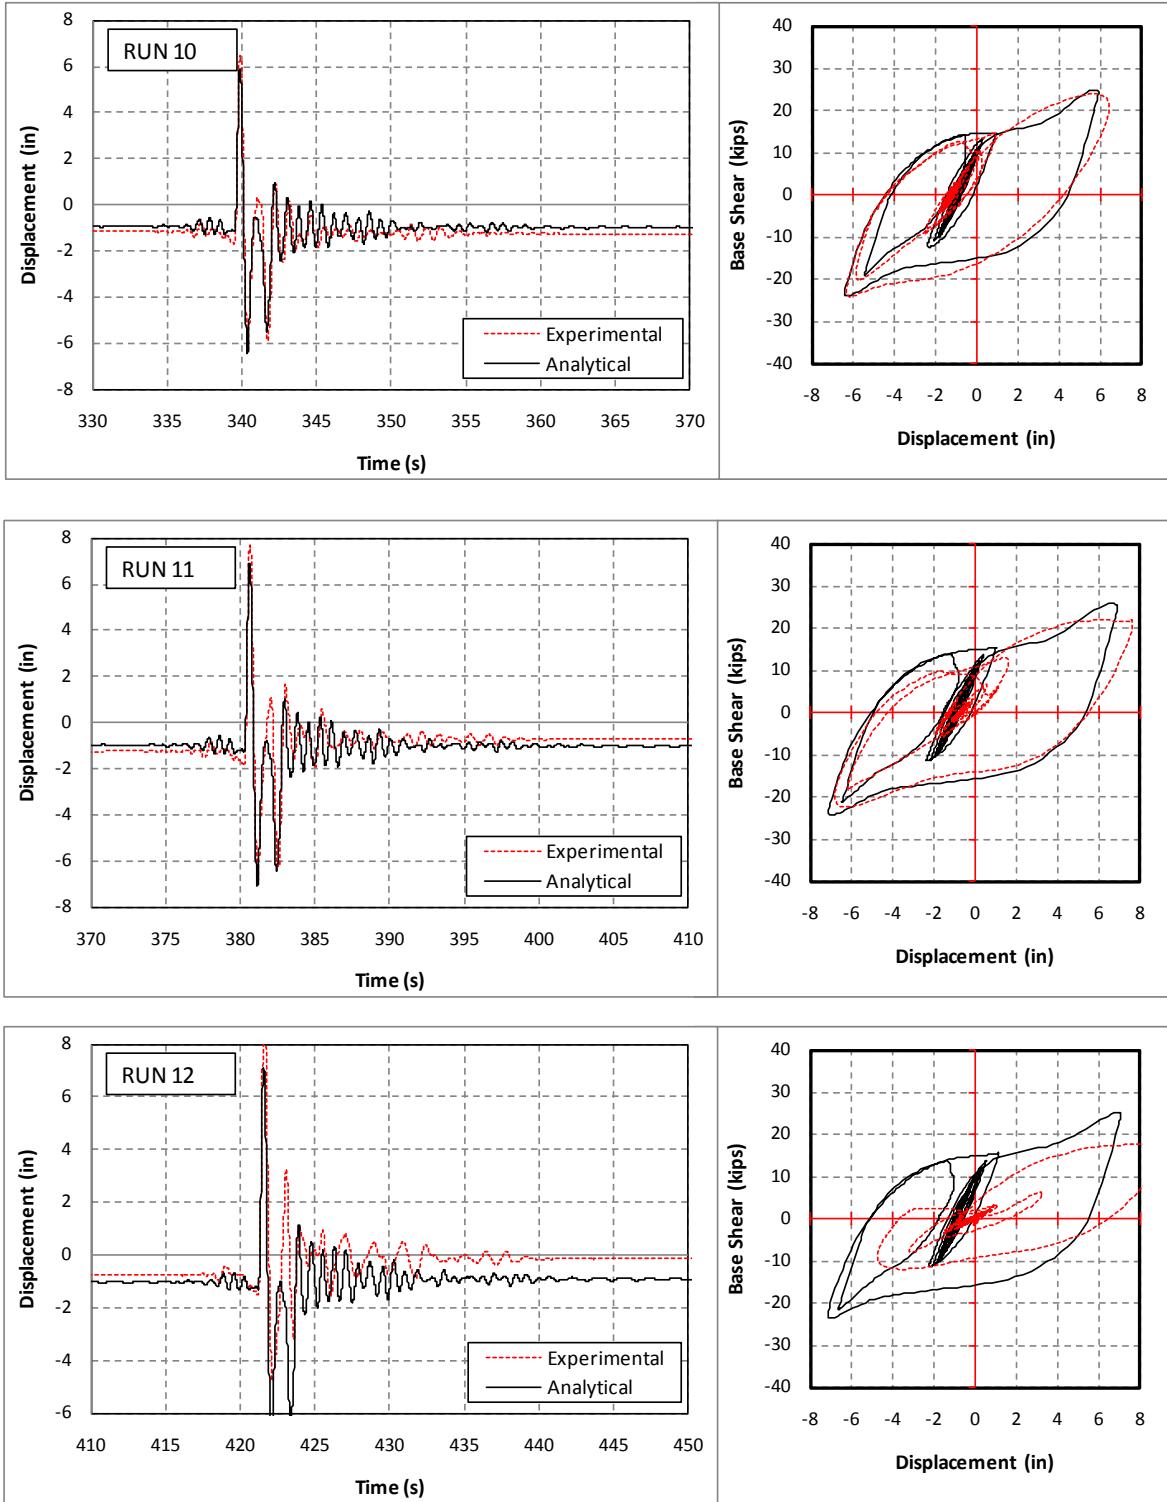 RUN 10
8
6
4
2
0
-2
-4
-6
-8
Displacement (in)
Experimental
Analytical
330 335 340 345 350 355 360 365 370
Time (s)
40
30
20
10
0
-10
-20
-30
-40
Base Shear (kips)
-8 -6 -4 -2 0 2 4 6 8
Displacement (in)
RUN 11
8
6
4
2
0
-2
-4
-6
-8
Displacement (in)
Experimental
Analytical
370 375 380 385 390 395 400 405 410
Time (s)
40
30
20
10
0
-10
-20
-30
-40
Base Shear (kips)
-8 -6 -4 -2 0 2 4 6 8
Displacement (in)
RUN 12
8
6
4
2
0
-2
-4
-6
Displacement (in)
Experimental
Analytical
410 415 420 425 430 435 440 445 450
Time (s)
40
30
20
10
0
-10
-20
-30
-40
Base Shear (kips)
-8 -6 -4 -2 0 2 4 6 8
Displacement (in)